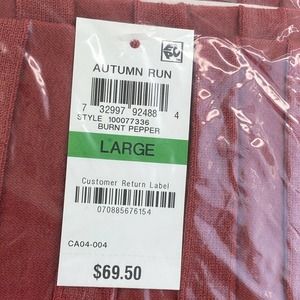 AUTUMN RUN
7 32997 92488 4
STYLE 100077336
BURNT PEPPER
LARGE
Customer Return Label
070885676154
CA04-004
$69.50